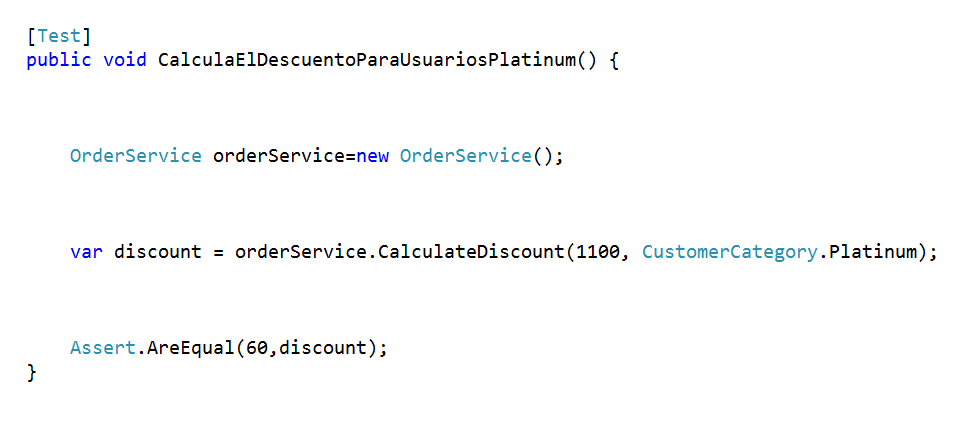 [Test]
public void CalculaElDescuentoParaUsuariosPlatinum() {
OrderService orderService=new OrderService();
var discount = orderService.CalculateDiscount(1100, CustomerCategory.Platinum);
Assert.AreEqual(60,discount);
}